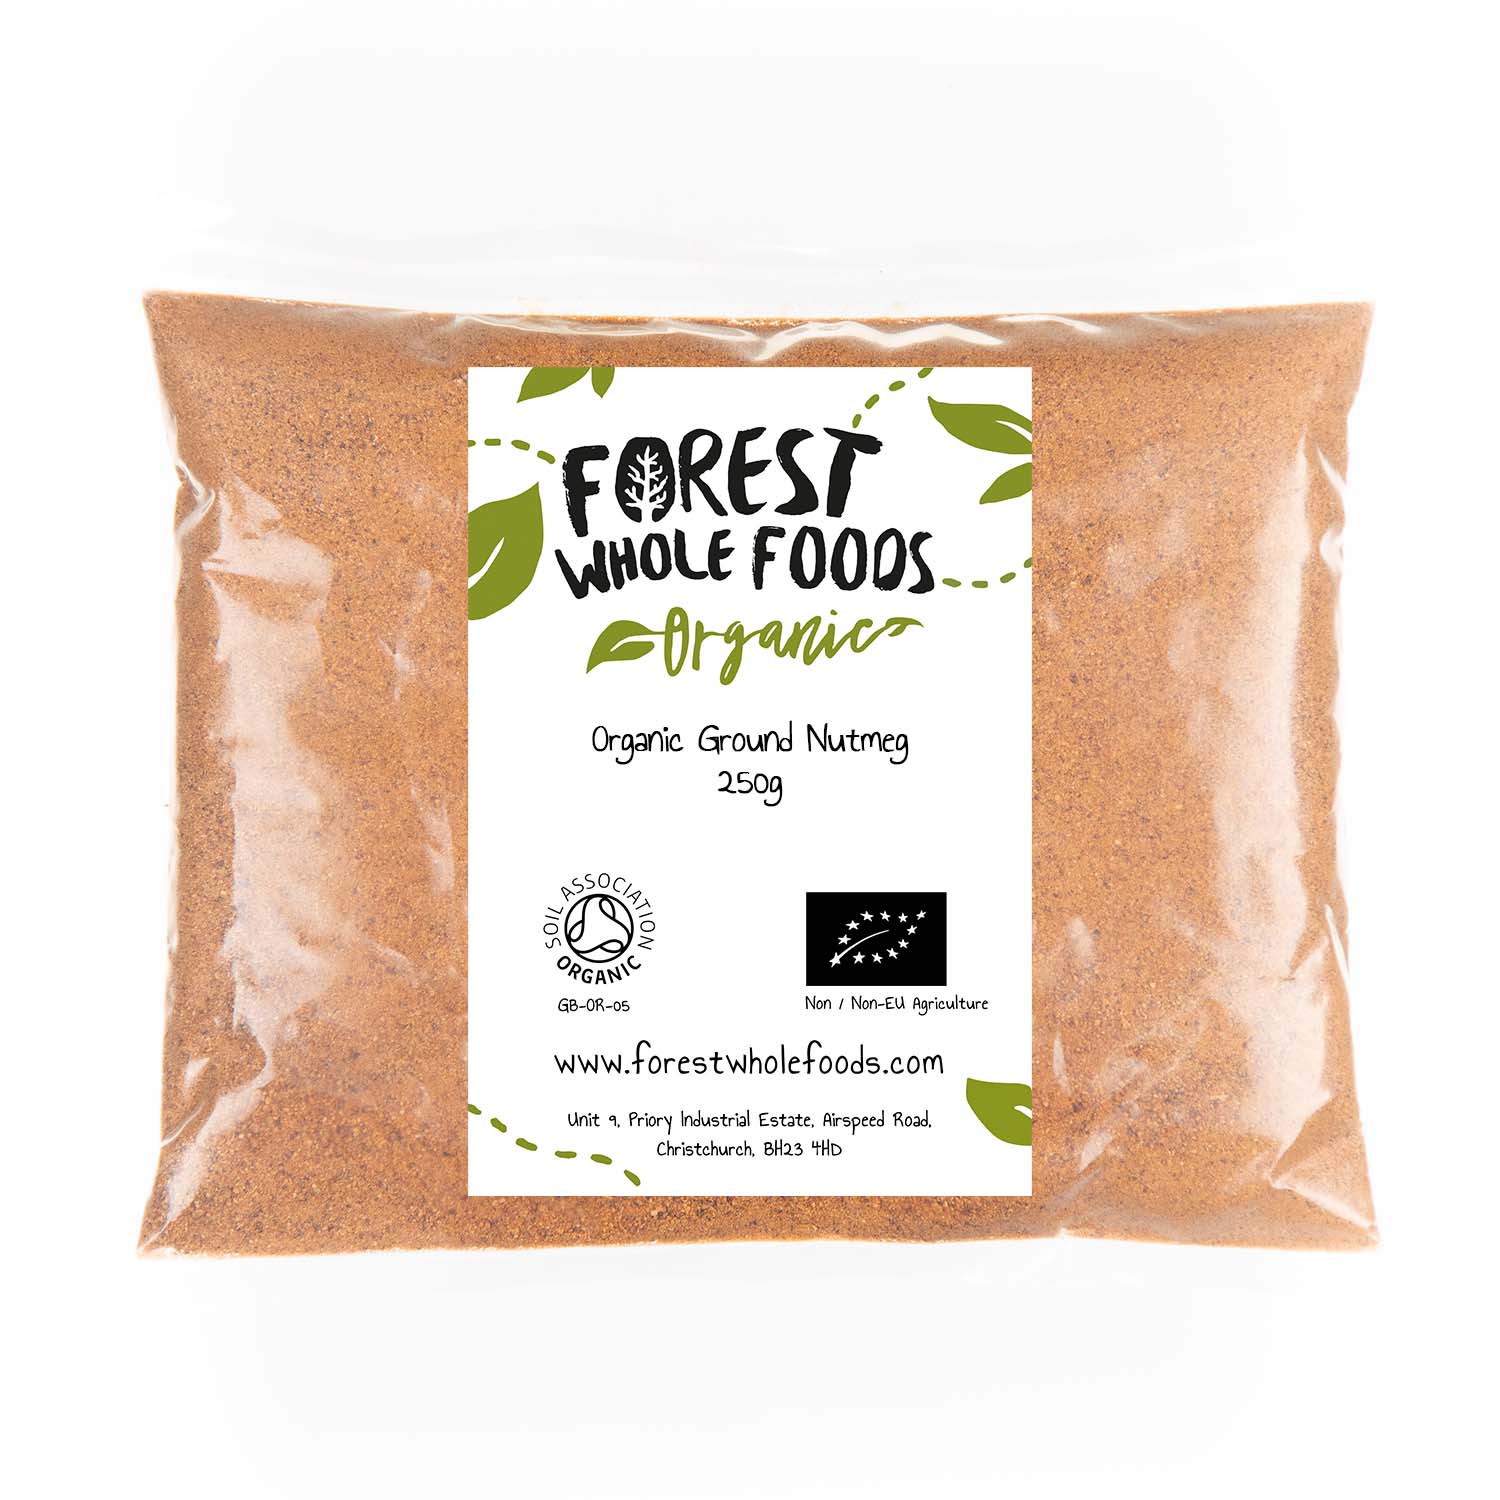 FOREST
WHOLE FOODS
Organic
Organic Ground Nutmeg
250g
SOIL ASSOCIATION
ORGANIC
GB-OR-05
Non / Non-EU Agriculture
www.forestwholefoods.com
Unit 9, Priory Industrial Estate, Airspeed Road,
Christchurch, BH23 4HD